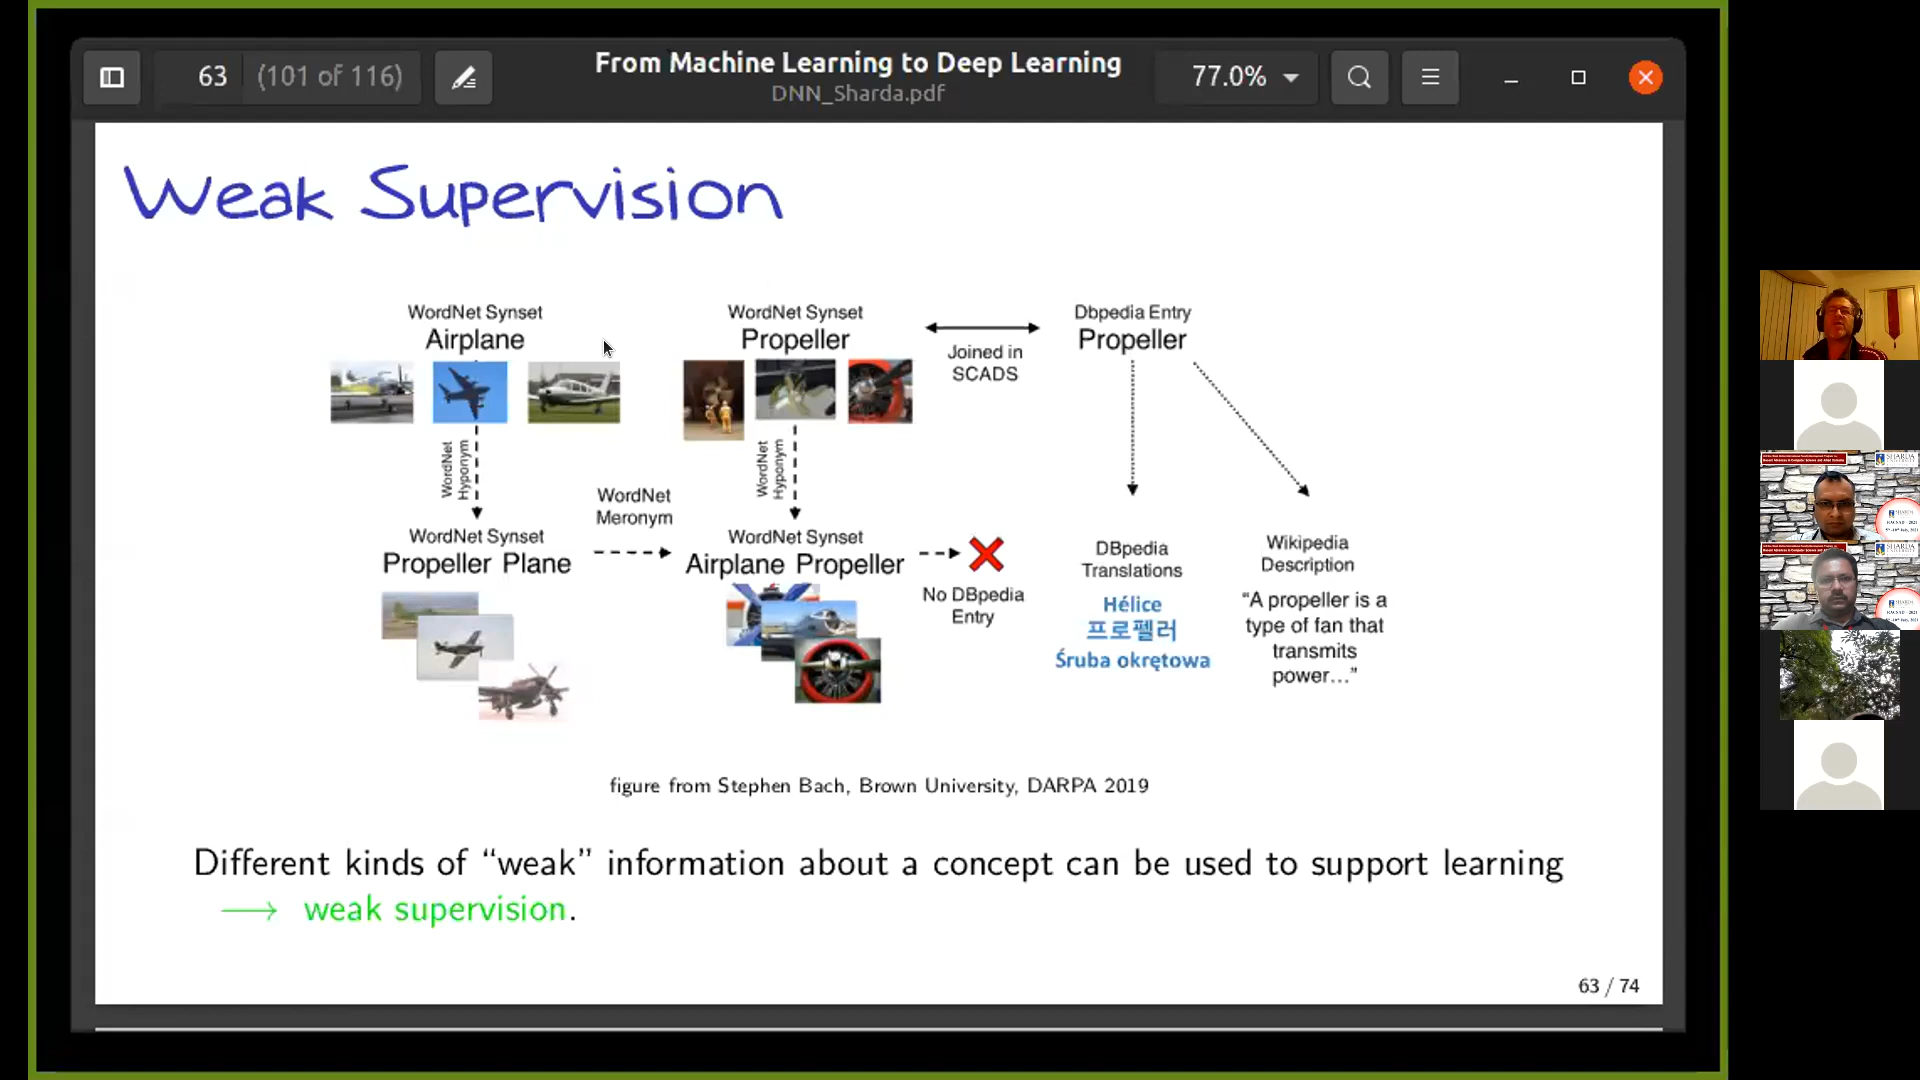 63 (101 of 116)
From Machine Learning to Deep Learning
DNN_Sharda.pdf
77.0%
Weak Supervision
WordNet Synset
Airplane
WordNet Synset
Propeller
Joined in
SCADS
Dbpedia Entry
Propeller
WordNet
Hyponym
WordNet
Hyponym
WordNet
Meronym
WordNet Synset
Propeller Plane
WordNet Synset
Airplane Propeller
No DBpedia
Entry
DBpedia
Translations
Hélice
프로펠러
Śruba okrętowa
Wikipedia
Description
“A propeller is a
type of fan that
transmits
power…”
figure from Stephen Bach, Brown University, DARPA 2019
Different kinds of “weak” information about a concept can be used to support learning
⟶ weak supervision.
63 / 74
SHARDA
SHARDA